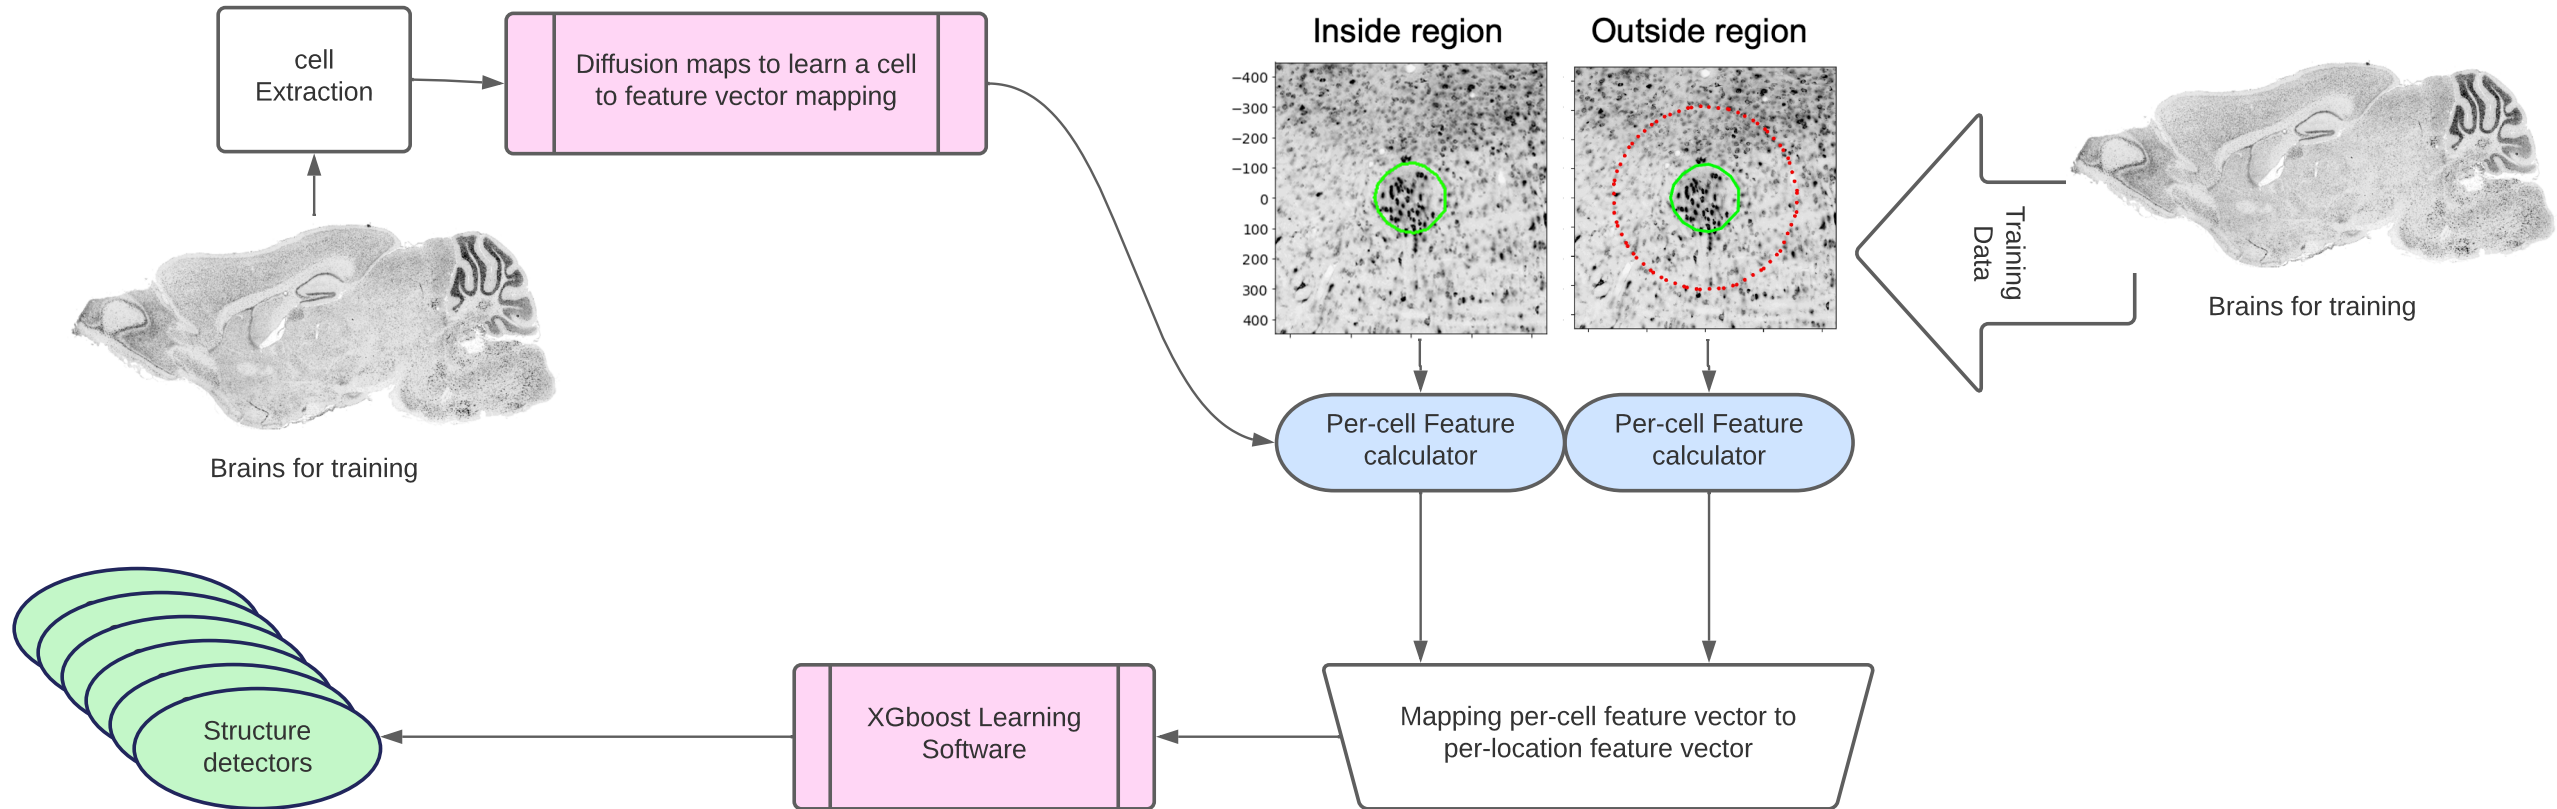 cell
Extraction
Diffusion maps to learn a cell
to feature vector mapping
Inside region
Outside region
−400
−300
−200
−100
0
100
200
300
400
Training
Data
Brains for training
Per-cell Feature
calculator
Per-cell Feature
calculator
Brains for training
Structure
detectors
XGboost Learning
Software
Mapping per-cell feature vector to
per-location feature vector